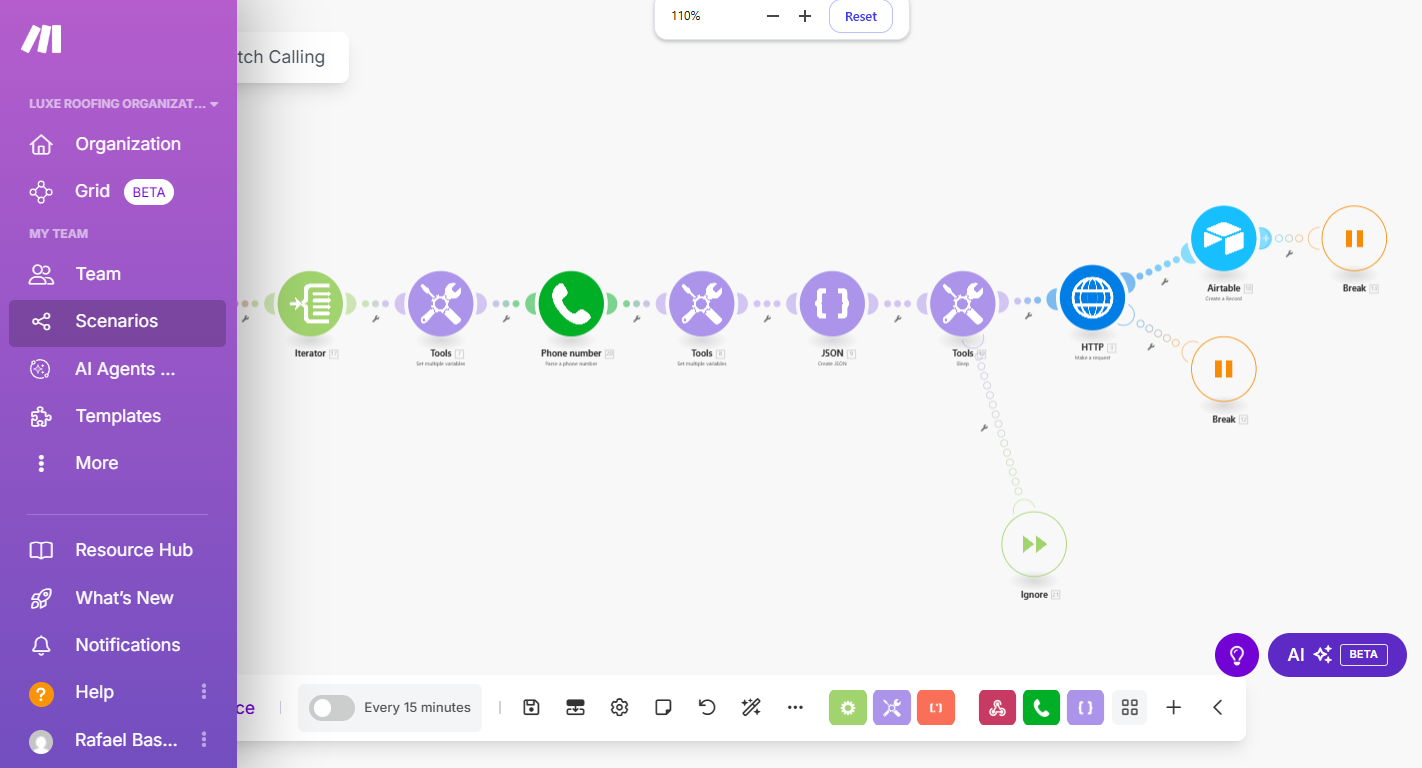 110%
Reset
tch Calling
LUXE ROOFING ORGANIZAT...
Organization
Grid BETA
MY TEAM
Team
Scenarios
AI Agents ...
Templates
More
Resource Hub
What's New
Notifications
Help
Rafael Bas...
Iterator 17
Tools 7
Set multiple variables
Phone number 20
Parse a phone number
Tools 8
Set multiple variables
JSON 9
Create JSON
Tools
Sleep
HTTP 3
Make a request
Airtable 10
Create a Record
Break 13
Break 12
Ignore 21
AI BETA
ce
Every 15 minutes